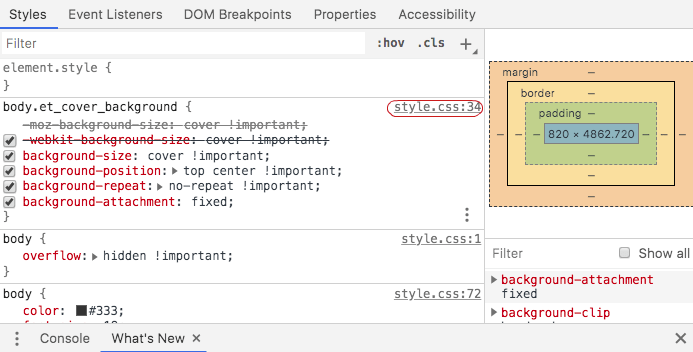 Styles Event Listeners DOM Breakpoints Properties Accessibility
Filter :hov .cls +
element.style {
}
body.et_cover_background { style.css:34
-moz-background-size: cover !important;
-webkit-background-size: cover !important;
background-size: cover !important;
background-position: top center !important;
background-repeat: no-repeat !important;
background-attachment: fixed;
}
body { style.css:1
overflow: hidden !important;
}
body { style.css:72
color: #333;
margin –
border –
padding –
– – – 820 × 4862.720 – – –
–
–
–
Filter Show all
background-attachment
fixed
background-clip
Console What's New × ×